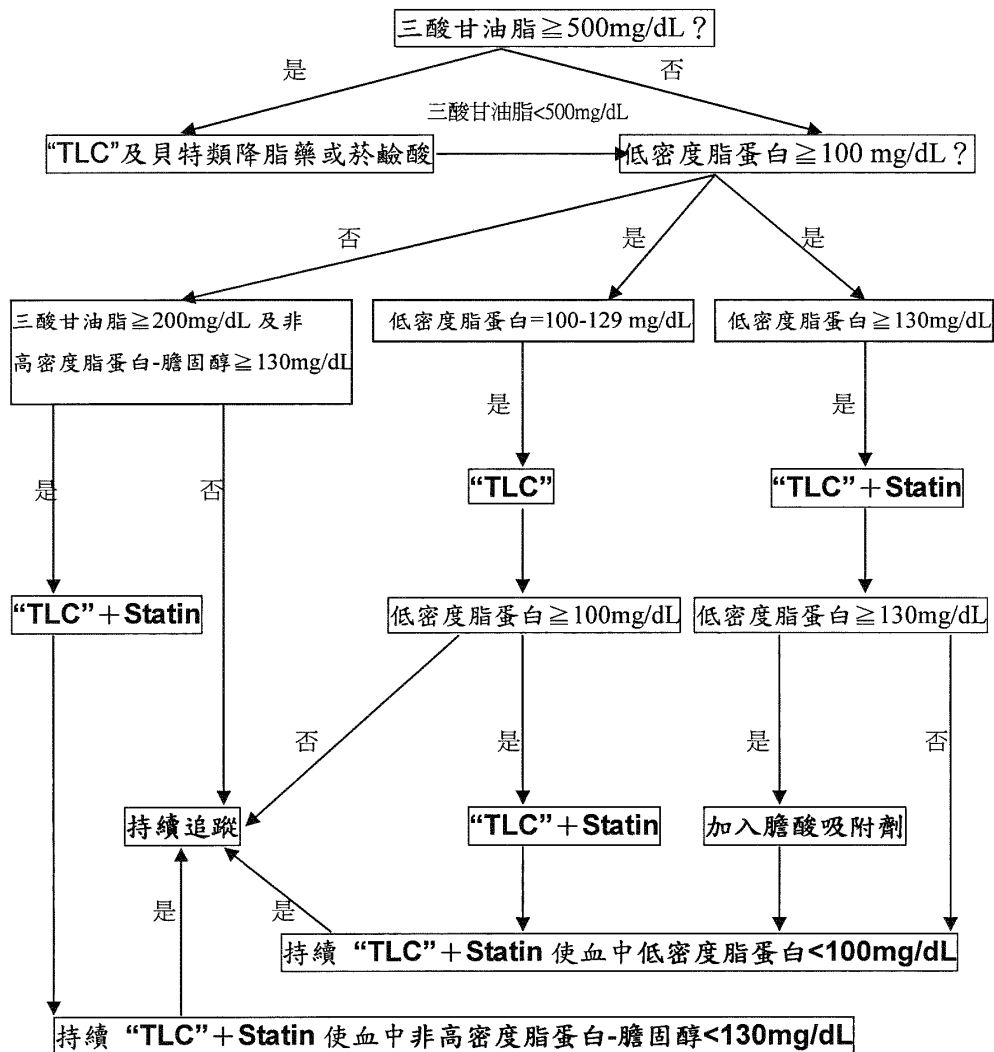 三酸甘油脂≧500mg/dL？
是
否
三酸甘油脂<500mg/dL
“TLC”及貝特類降脂藥或菸鹼酸
低密度脂蛋白≧100 mg/dL？
否
是
是
三酸甘油脂≧200mg/dL 及非
高密度脂蛋白-膽固醇≧130mg/dL
低密度脂蛋白=100-129 mg/dL
低密度脂蛋白≧130mg/dL
是
是
“TLC”
“TLC”＋Statin
是
否
“TLC”＋Statin
低密度脂蛋白≧100mg/dL
低密度脂蛋白≧130mg/dL
否
是
是
否
持續追蹤
“TLC”＋Statin
加入膽酸吸附劑
是
是
持續 “TLC”＋Statin 使血中低密度脂蛋白<100mg/dL
持續 “TLC”＋Statin 使血中非高密度脂蛋白-膽固醇<130mg/dL